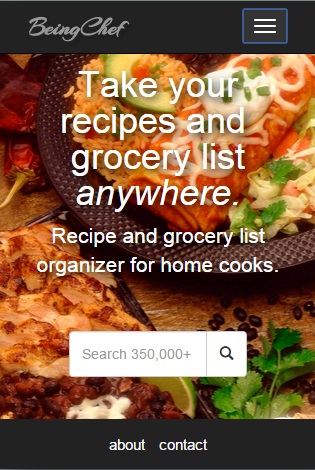 BeingChef
Take your
recipes and
grocery list
anywhere.
Recipe and grocery list
organizer for home cooks.
Search 350,000+
about contact